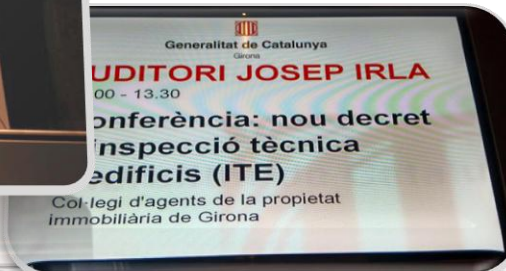 Generalitat de Catalunya
Girona
UDITORI JOSEP IRLA
00 - 13.30
onferència: nou decret
inspecció tècnica
edificis (ITE)
Col·legi d'agents de la propietat
immobiliària de Girona